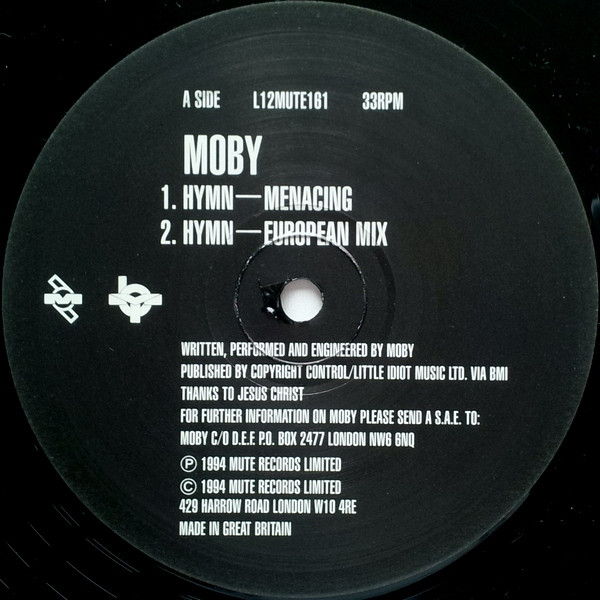 A SIDE L12MUTE161 33RPM
MOBY
1. HYMN—MENACING
2. HYMN—EUROPEAN MIX
WRITTEN, PERFORMED AND ENGINEERED BY MOBY
PUBLISHED BY COPYRIGHT CONTROL/LITTLE IDIOT MUSIC LTD. VIA BMI
THANKS TO JESUS CHRIST
FOR FURTHER INFORMATION ON MOBY PLEASE SEND A S.A.E. TO:
MOBY C/O D.E.F. P.O. BOX 2477 LONDON NW6 6NQ
℗ 1994 MUTE RECORDS LIMITED
© 1994 MUTE RECORDS LIMITED
429 HARROW ROAD LONDON W10 4RE
MADE IN GREAT BRITAIN